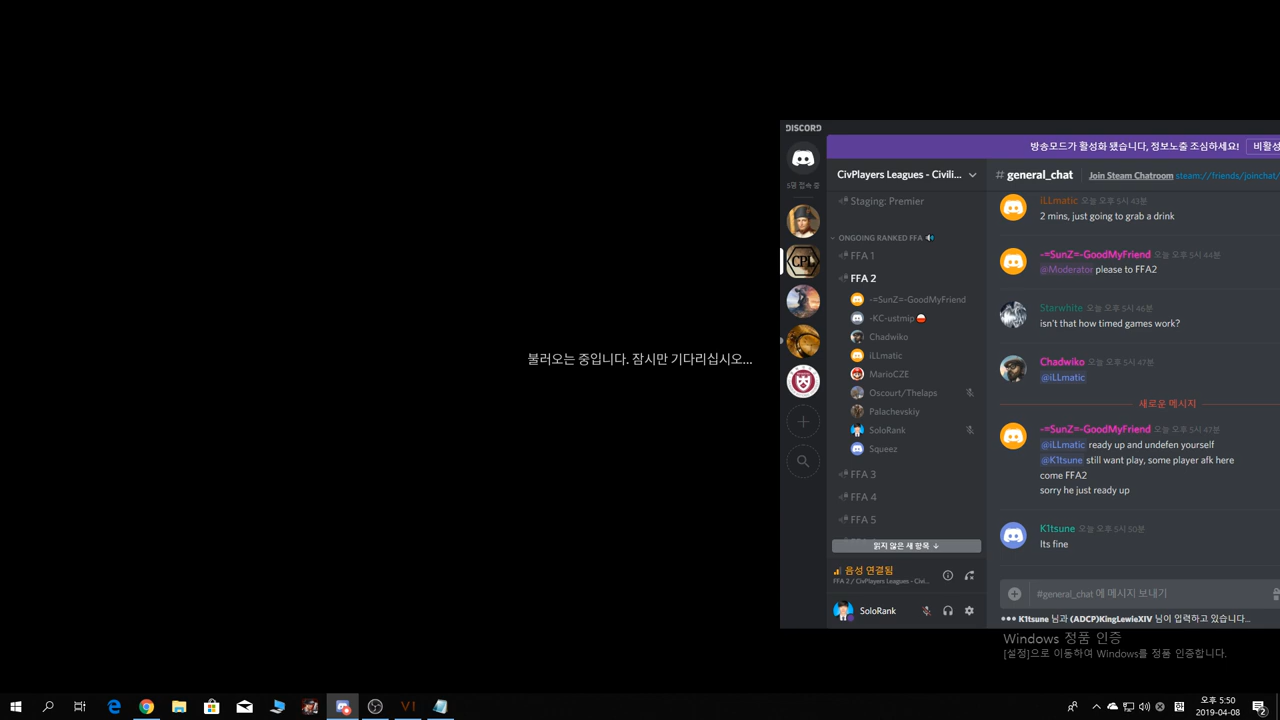 불러오는 중입니다. 잠시만 기다리십시오...
DISCORD
5명 접속 중
CPL
방송모드가 활성화 됐습니다, 정보노출 조심하세요!
비활성
CivPlayers Leagues - Civili...
Staging: Premier
ONGOING RANKED FFA
FFA 1
FFA 2
-=SunZ=-GoodMyFriend
-KC-ustmip
Chadwiko
iLLmatic
MarioCZE
Oscourt/Thelaps
Palachevskiy
SoloRank
Squeez
FFA 3
FFA 4
FFA 5
읽지 않은 새 항목 ↓
음성 연결됨
FFA 2 / CivPlayers Leagues - Civi...
SoloRank
# general_chat
Join Steam Chatroom steam://friends/joinchat/
iLLmatic 오늘 오후 5시 43분
2 mins, just going to grab a drink
-=SunZ=-GoodMyFriend 오늘 오후 5시 44분
@Moderator please to FFA2
Starwhite 오늘 오후 5시 46분
isn't that how timed games work?
Chadwiko 오늘 오후 5시 47분
@iLLmatic
새로운 메시지
-=SunZ=-GoodMyFriend 오늘 오후 5시 47분
@iLLmatic ready up and undefen yourself
@K1tsune still want play, some player afk here
come FFA2
sorry he just ready up
K1tsune 오늘 오후 5시 50분
Its fine
#general_chat 에 메시지 보내기
K1tsune 님과 (ADCP)KingLewieXIV 님이 입력하고 있습니다...
Windows 정품 인증
[설정]으로 이동하여 Windows를 정품 인증합니다.
V1
오후 5:50
2019-04-08
2